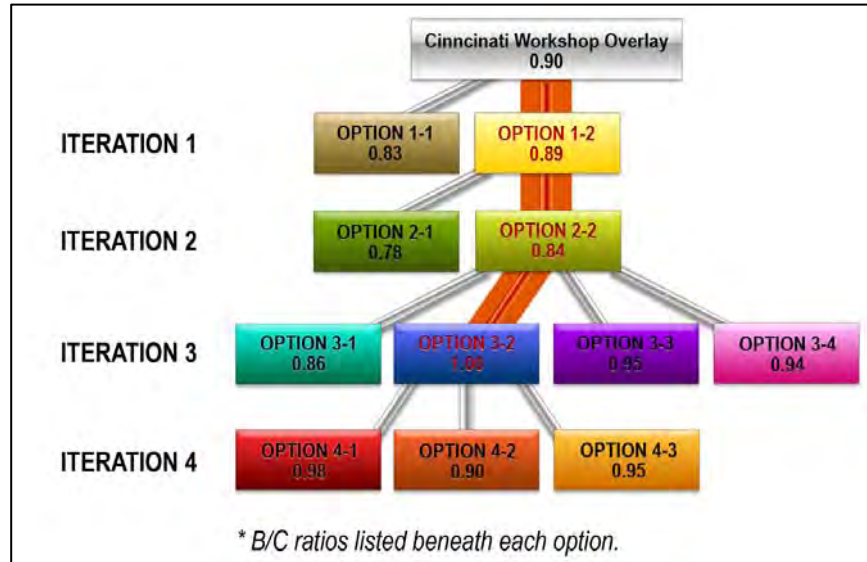 Cinncinati Workshop Overlay
0.90
ITERATION 1
OPTION 1-1
0.83
OPTION 1-2
0.89
ITERATION 2
OPTION 2-1
0.78
OPTION 2-2
0.84
ITERATION 3
OPTION 3-1
0.86
OPTION 3-2
1.00
OPTION 3-3
0.95
OPTION 3-4
0.94
ITERATION 4
OPTION 4-1
0.98
OPTION 4-2
0.90
OPTION 4-3
0.95
* B/C ratios listed beneath each option.